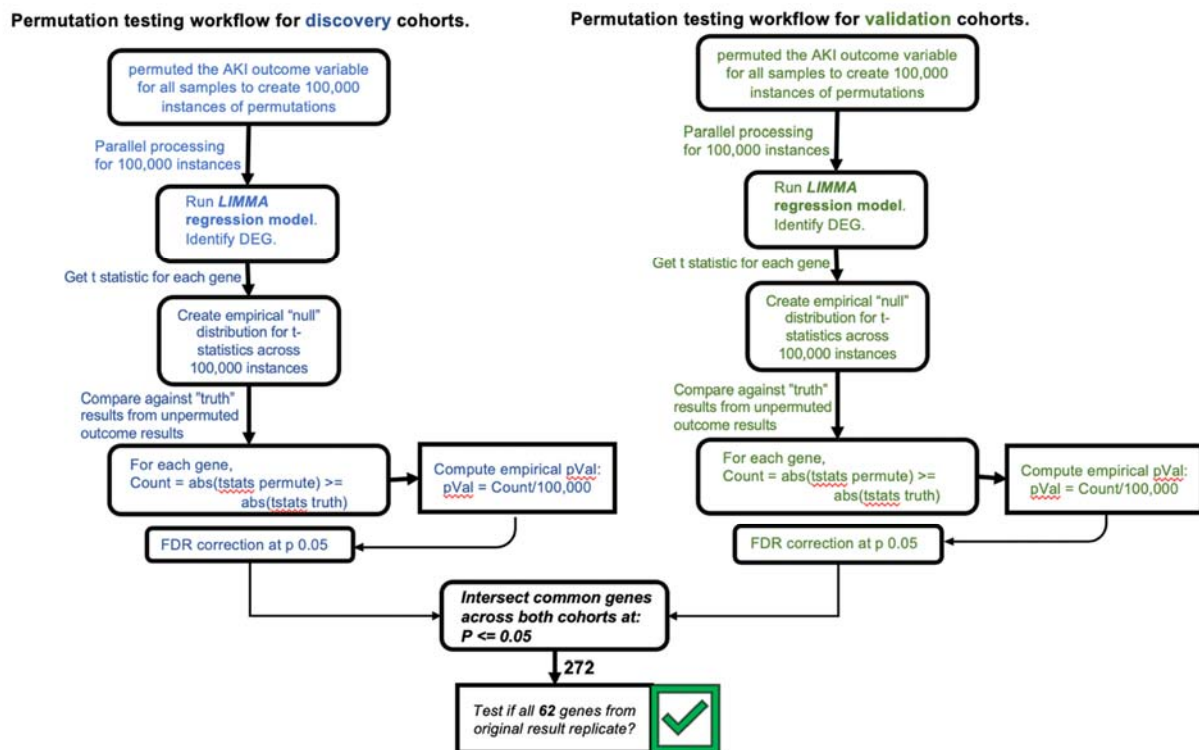 Permutation testing workflow for discovery cohorts.
permuted the AKI outcome variable
for all samples to create 100,000
instances of permutations
Parallel processing
for 100,000 instances
Run LIMMA
regression model.
Identify DEG.
Get t statistic for each gene
Create empirical “null”
distribution for t-
statistics across
100,000 instances
Compare against "truth"
results from unpermuted
outcome results
For each gene,
Count = abs(tstats permute) >=
abs(tstats truth)
Compute empirical pVal:
pVal = Count/100,000
FDR correction at p 0.05
Permutation testing workflow for validation cohorts.
permuted the AKI outcome variable
for all samples to create 100,000
instances of permutations
Parallel processing
for 100,000 instances
Run LIMMA
regression model.
Identify DEG.
Get t statistic for each gene
Create empirical “null”
distribution for t-
statistics across
100,000 instances
Compare against "truth"
results from unpermuted
outcome results
For each gene,
Count = abs(tstats permute) >=
abs(tstats truth)
Compute empirical pVal:
pVal = Count/100,000
FDR correction at p 0.05
Intersect common genes
across both cohorts at:
P <= 0.05
272
Test if all 62 genes from
original result replicate?